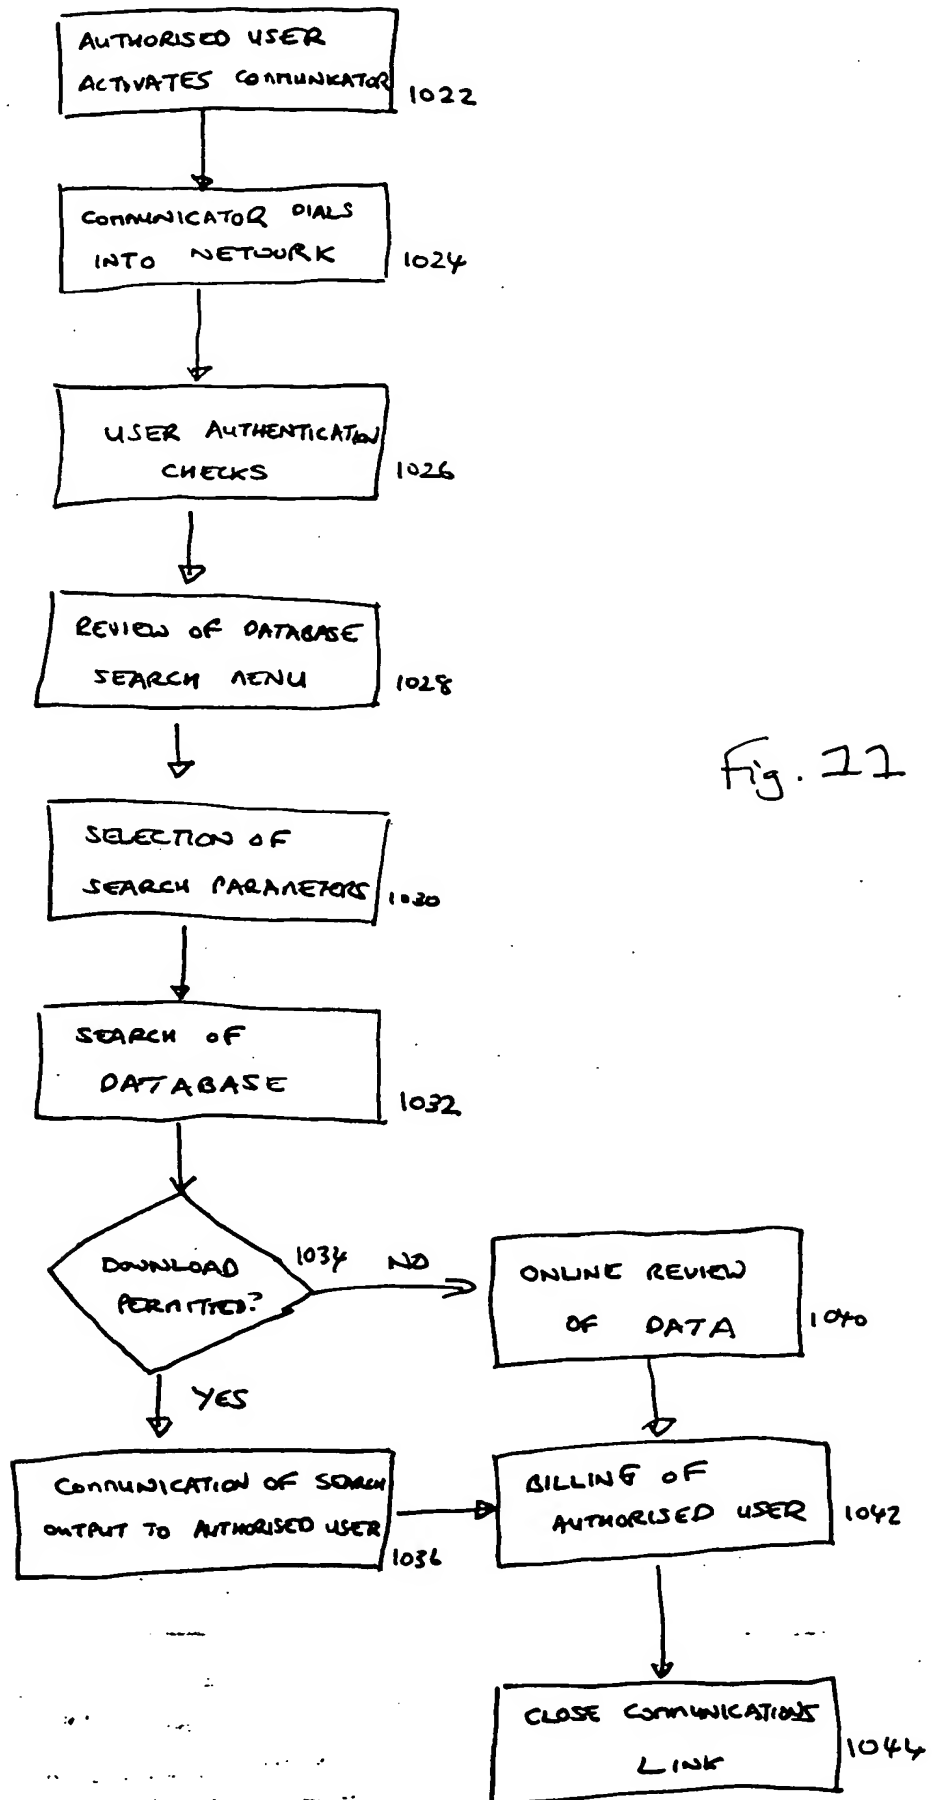 AUTHORISED USER
ACTIVATES COMMUNICATOR
1022
COMMUNICATOR DIALS
INTO NETWORK
1024
USER AUTHENTICATION
CHECKS
1026
REVIEW OF DATABASE
SEARCH MENU
1028
Fig. 11
SELECTION OF
SEARCH PARAMETERS
1030
SEARCH OF
DATABASE
1032
DOWNLOAD
PERMITTED?
1034
NO
ONLINE REVIEW
OF DATA
1040
YES
COMMUNICATION OF SEARCH
OUTPUT TO AUTHORISED USER
1036
BILLING OF
AUTHORISED USER
1042
CLOSE COMMUNICATIONS
LINK
1044